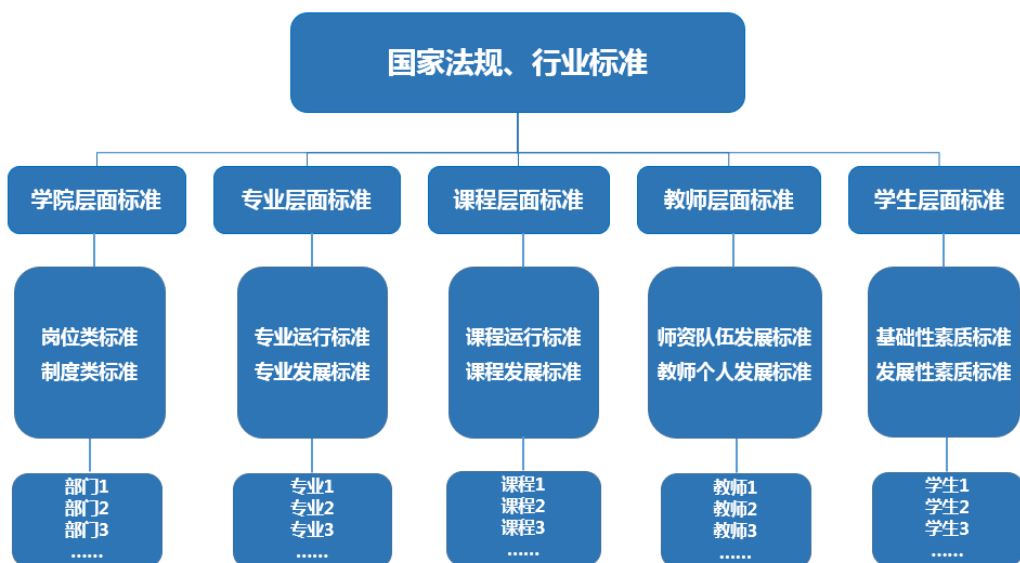 国家法规、行业标准
学院层面标准
专业层面标准
课程层面标准
教师层面标准
学生层面标准
岗位类标准
制度类标准
专业运行标准
专业发展标准
课程运行标准
课程发展标准
师资队伍发展标准
教师个人发展标准
基础性素质标准
发展性素质标准
部门1
部门2
部门3
......
专业1
专业2
专业3
......
课程1
课程2
课程3
......
教师1
教师2
教师3
......
学生1
学生2
学生3
......